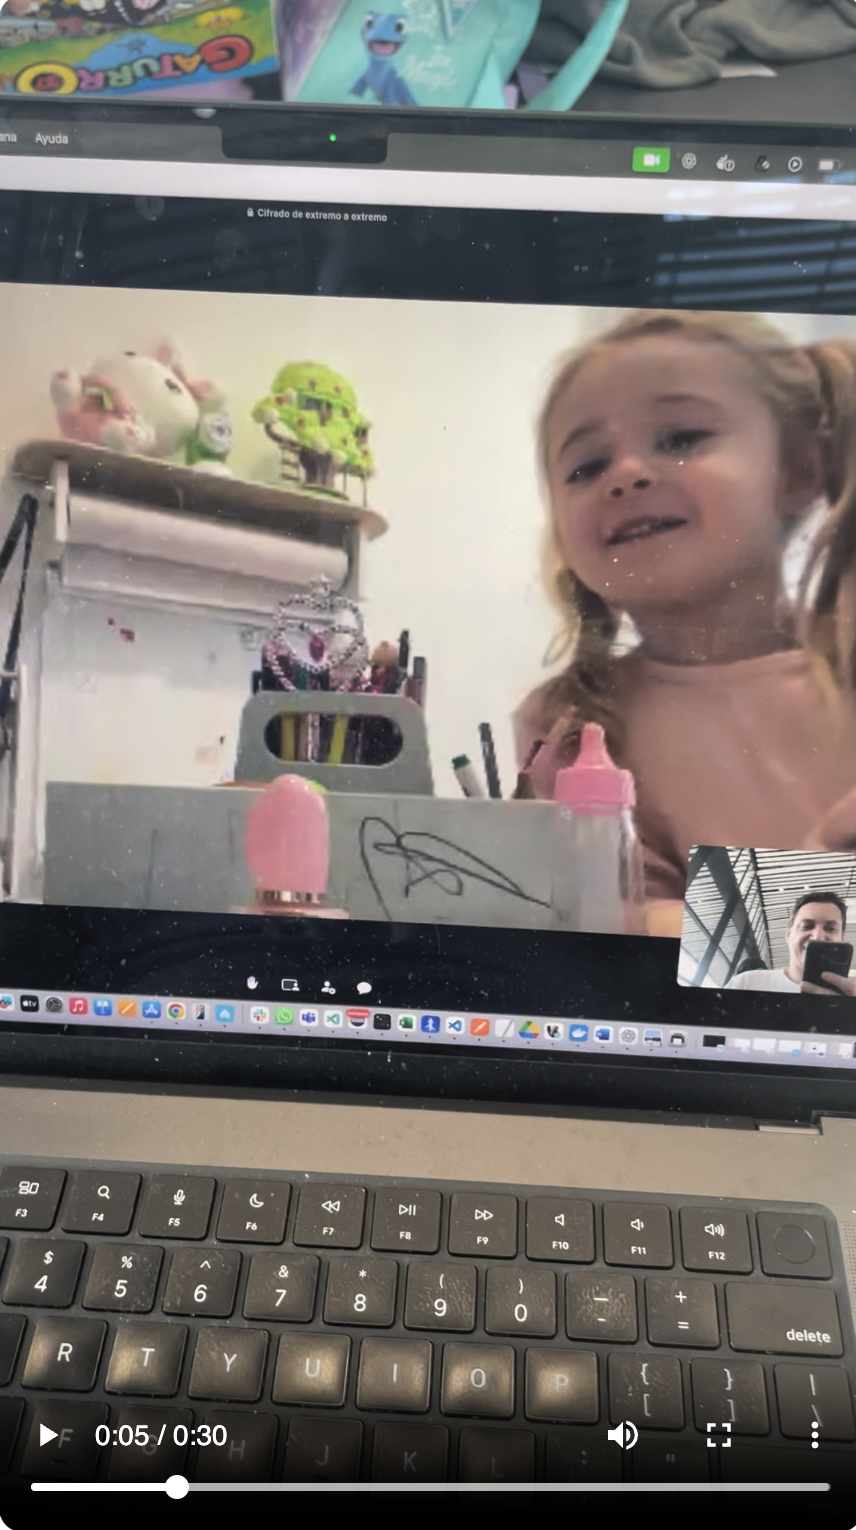 GATURRO
Ayuda
Cifrado de extremo a extremo
F3
F4
F5
F6
F7
F8
F9
F10
F11
F12
$
4
%
5
^
6
&
7
*
8
(
9
)
0
_
-
+
=
delete
R
T
Y
U
I
O
P
{
[
}
]
|
\
F
G
H
J
K
L
0:05 / 0:30